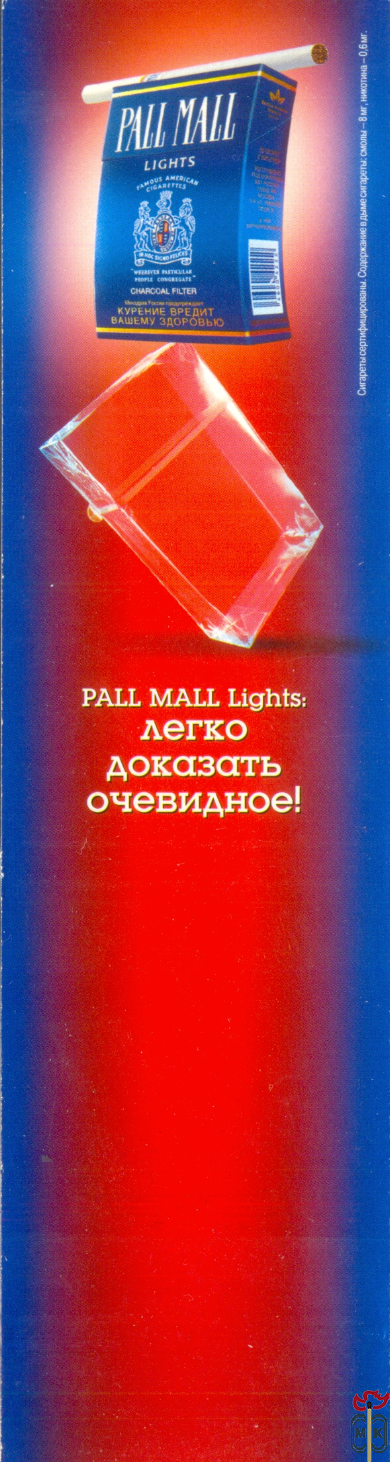 PALL MALL
LIGHTS
FAMOUS AMERICAN
CIGARETTES
IN HOC SIGNO VINCES
"WHEREVER PARTICULAR
PEOPLE CONGREGATE"
CHARCOAL FILTER
Минздрав России предупреждает:
КУРЕНИЕ ВРЕДИТ
ВАШЕМУ ЗДОРОВЬЮ
Сигареты сертифицированы. Содержание в дыме сигареты: смолы – 8 мг, никотина – 0,6 мг.
PALL MALL Lights:
легко
доказать
очевидное!